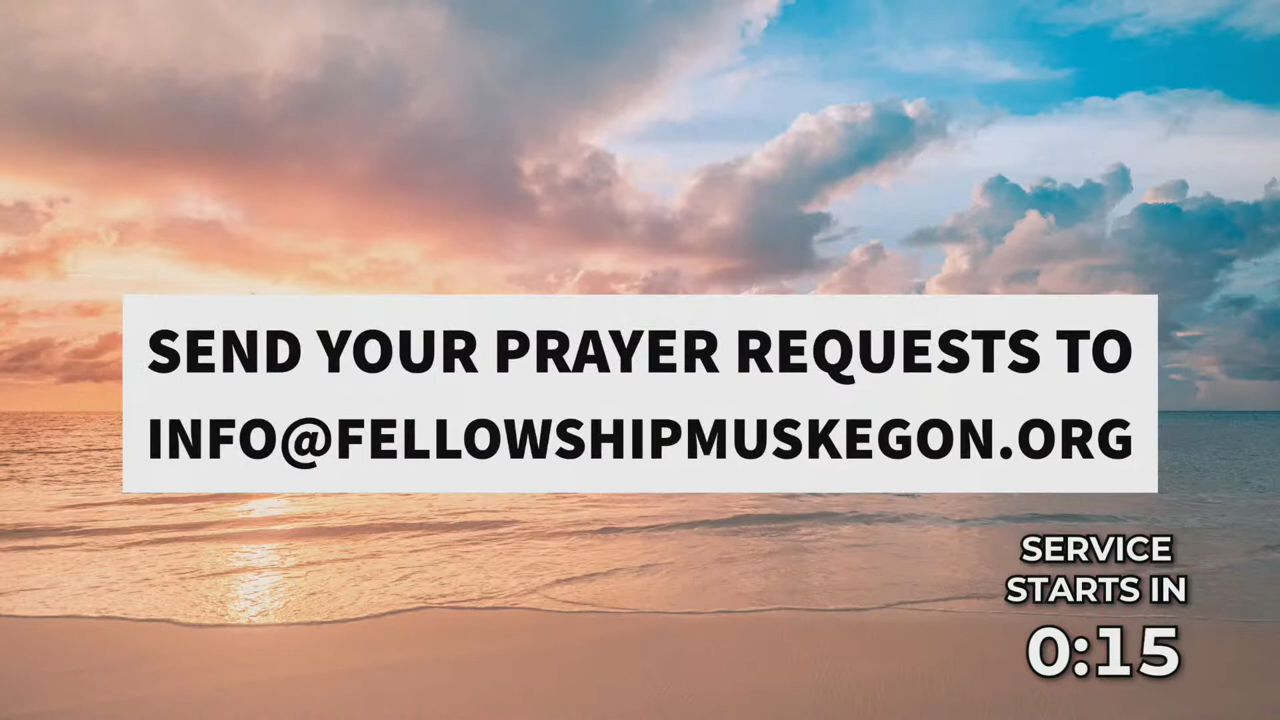 SEND YOUR PRAYER REQUESTS TO
INFO@FELLOWSHIPMUSKEGON.ORG
SERVICE
STARTS IN
0:15